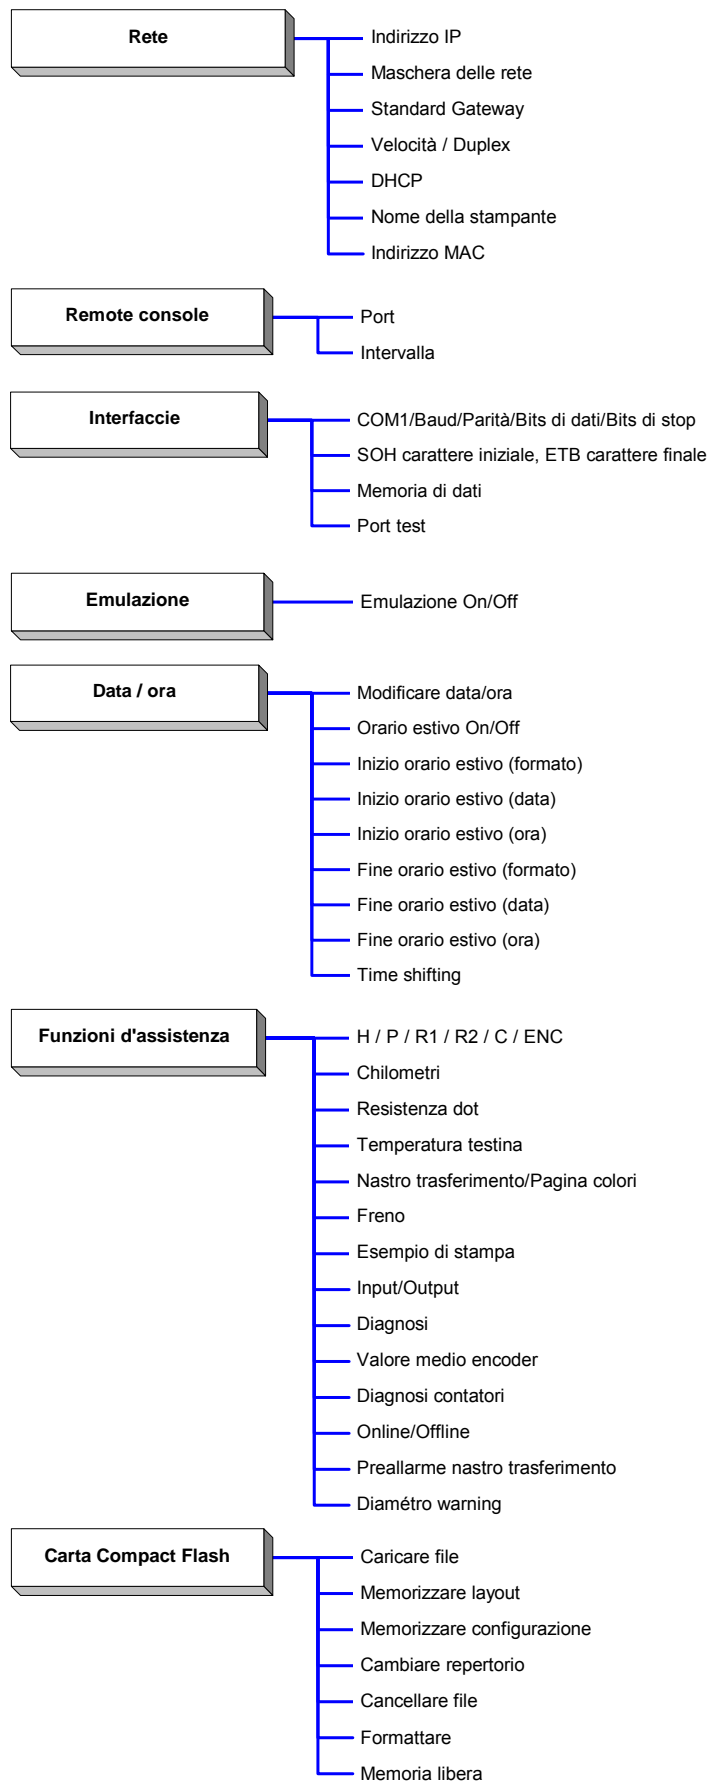 Rete
Indirizzo IP
Maschera delle rete
Standard Gateway
Velocità / Duplex
DHCP
Nome della stampante
Indirizzo MAC
Remote console
Port
Intervalla
Interfaccie
COM1/Baud/Parità/Bits di dati/Bits di stop
SOH carattere iniziale, ETB carattere finale
Memoria di dati
Port test
Emulazione
Emulazione On/Off
Data / ora
Modificare data/ora
Orario estivo On/Off
Inizio orario estivo (formato)
Inizio orario estivo (data)
Inizio orario estivo (ora)
Fine orario estivo (formato)
Fine orario estivo (data)
Fine orario estivo (ora)
Time shifting
Funzioni d'assistenza
H / P / R1 / R2 / C / ENC
Chilometri
Resistenza dot
Temperatura testina
Nastro trasferimento/Pagina colori
Freno
Esempio di stampa
Input/Output
Diagnosi
Valore medio encoder
Diagnosi contatori
Online/Offline
Preallarme nastro trasferimento
Diamétro warning
Carta Compact Flash
Caricare file
Memorizzare layout
Memorizzare configurazione
Cambiare repertorio
Cancellare file
Formattare
Memoria libera